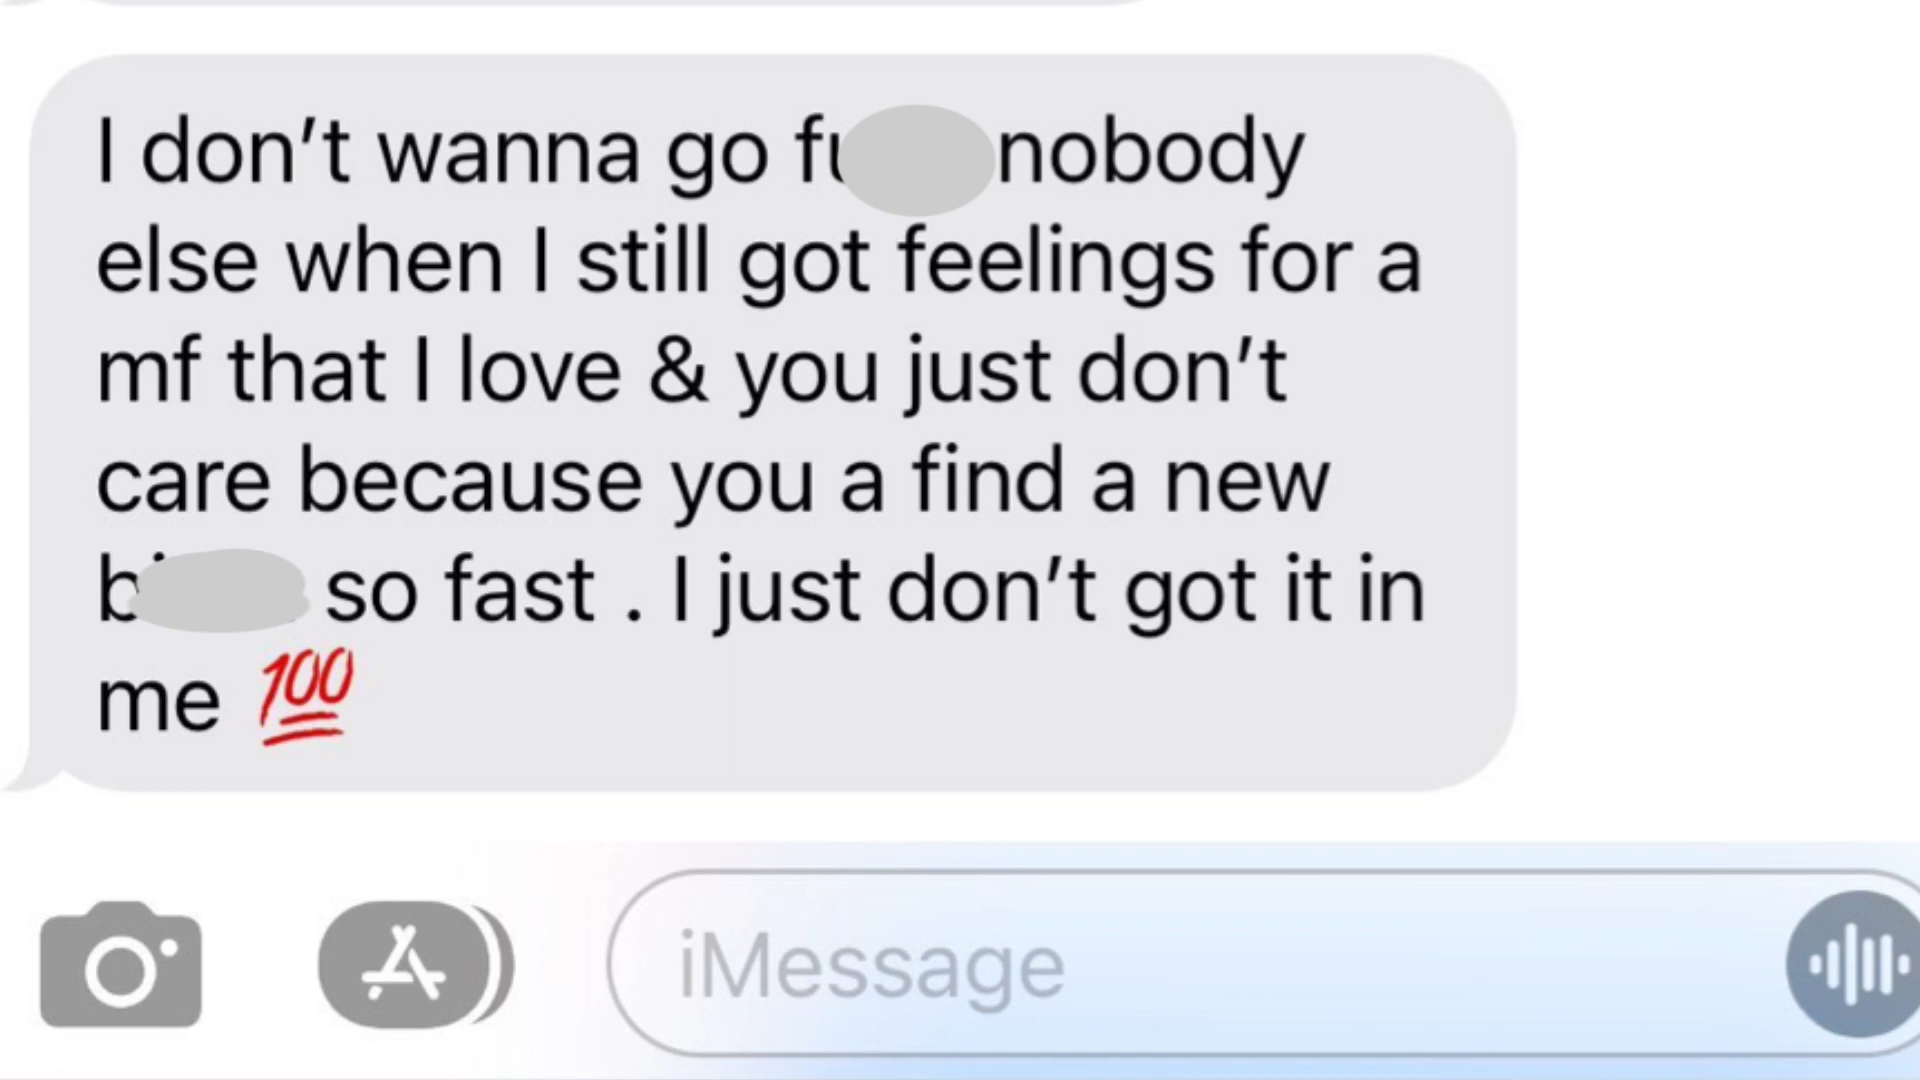 I don't wanna go fu nobody
else when I still got feelings for a
mf that I love & you just don't
care because you a find a new
bi so fast . I just don't got it in
me 💯
iMessage